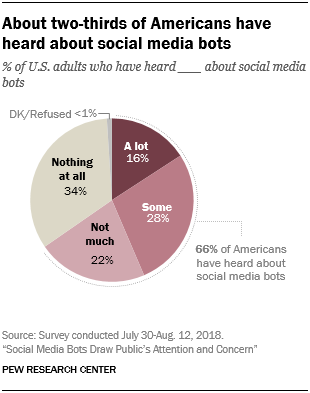 About two-thirds of Americans have
heard about social media bots
% of U.S. adults who have heard ___ about social media
bots
DK/Refused <1%
A lot
16%
Nothing
at all
34%
Some
28%
Not
much
22%
66% of Americans
have heard about
social media bots
Source: Survey conducted July 30-Aug. 12, 2018.
“Social Media Bots Draw Public’s Attention and Concern”
PEW RESEARCH CENTER